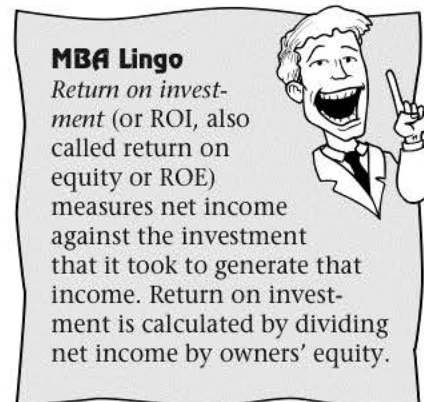 MBA Lingo
Return on invest-
ment (or ROI, also
called return on
equity or ROE)
measures net income
against the investment
that it took to generate that
income. Return on invest-
ment is calculated by dividing
net income by owners' equity.